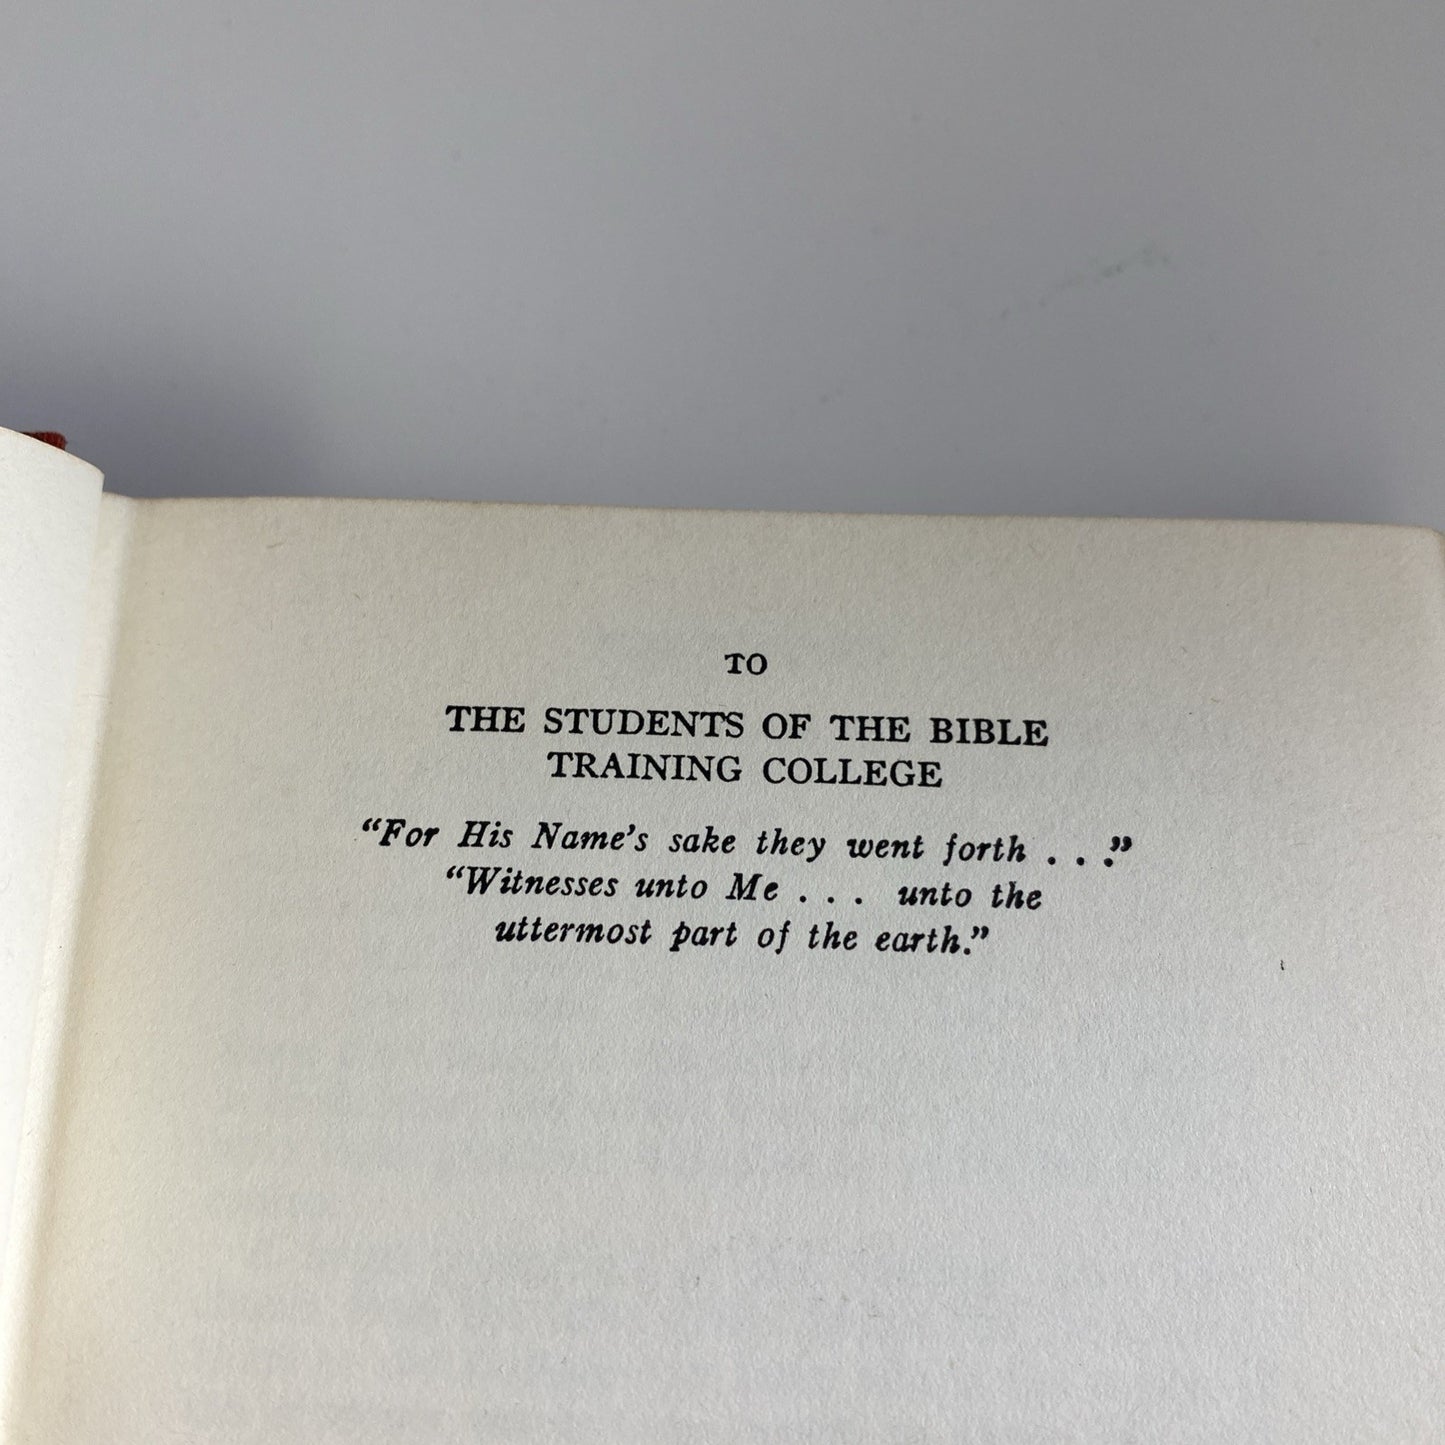 TO
THE STUDENTS OF THE BIBLE
TRAINING COLLEGE
“For His Name’s sake they went forth . . .”
“Witnesses unto Me . . . unto the
uttermost part of the earth.”